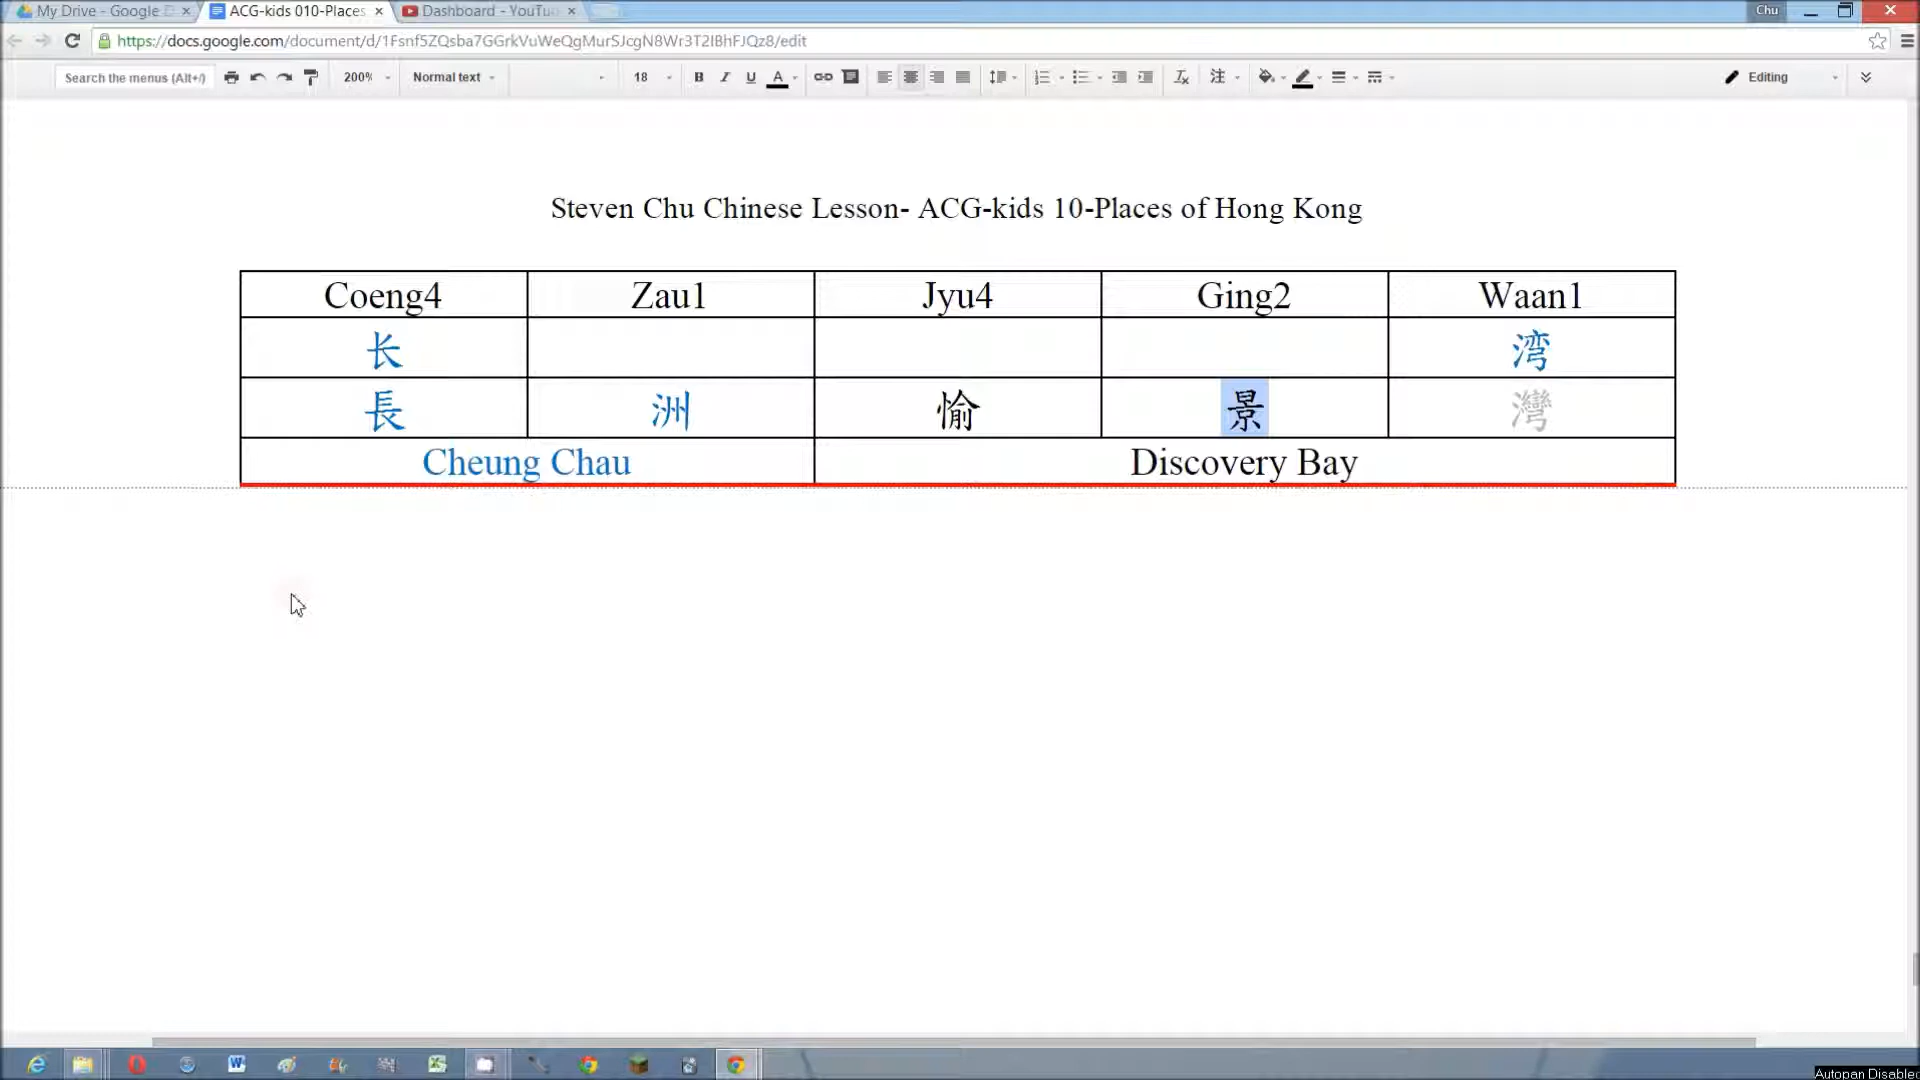 My Drive - Google D
ACG-kids 010-Places
Dashboard - YouTu
Chu
https://docs.google.com/document/d/1Fsnf5ZQsba7GGrkVuWeQgMurSJcgN8Wr3T2IBhFJQz8/edit
Search the menus (Alt+/)
200%
Normal text
18
B I U A
注
Editing
Steven Chu Chinese Lesson- ACG-kids 10-Places of Hong Kong
Coeng4 Zau1 Jyu4 Ging2 Waan1
长 湾
長 洲 愉 景 灣
Cheung Chau Discovery Bay
Autopan Disabled